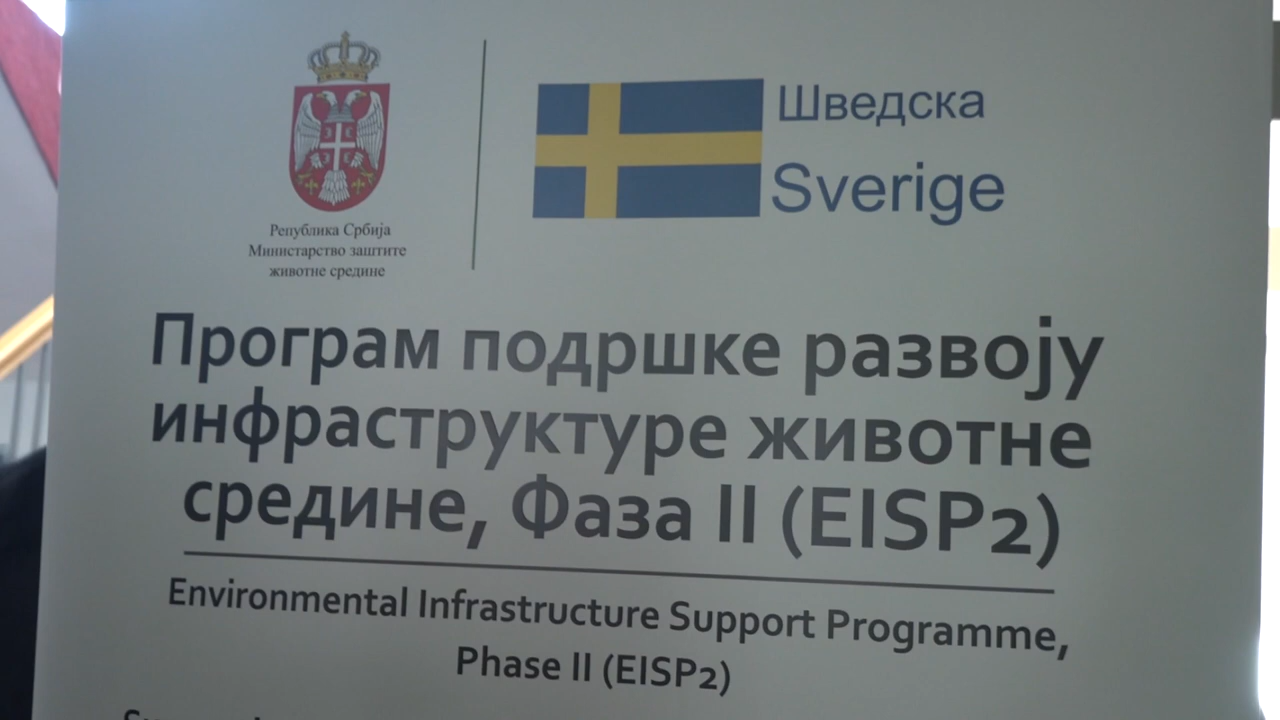 Република Србија
Министарство заштите
животне средине
Шведска
Sverige
Програм подршке развоју
инфраструктуре животне
средине, Фаза II (EISP2)
Environmental Infrastructure Support Programme,
Phase II (EISP2)